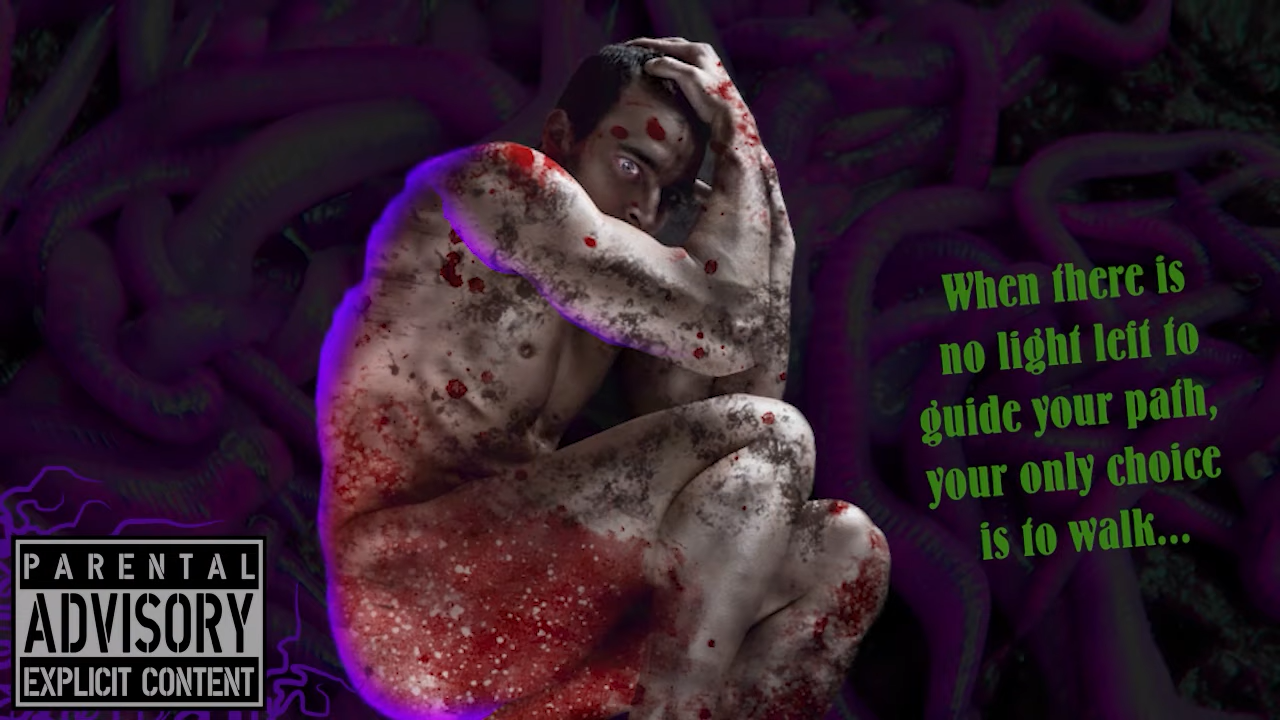 When there is
no light left to
guide your path,
your only choice
is to walk...
PARENTAL
ADVISORY
EXPLICIT CONTENT